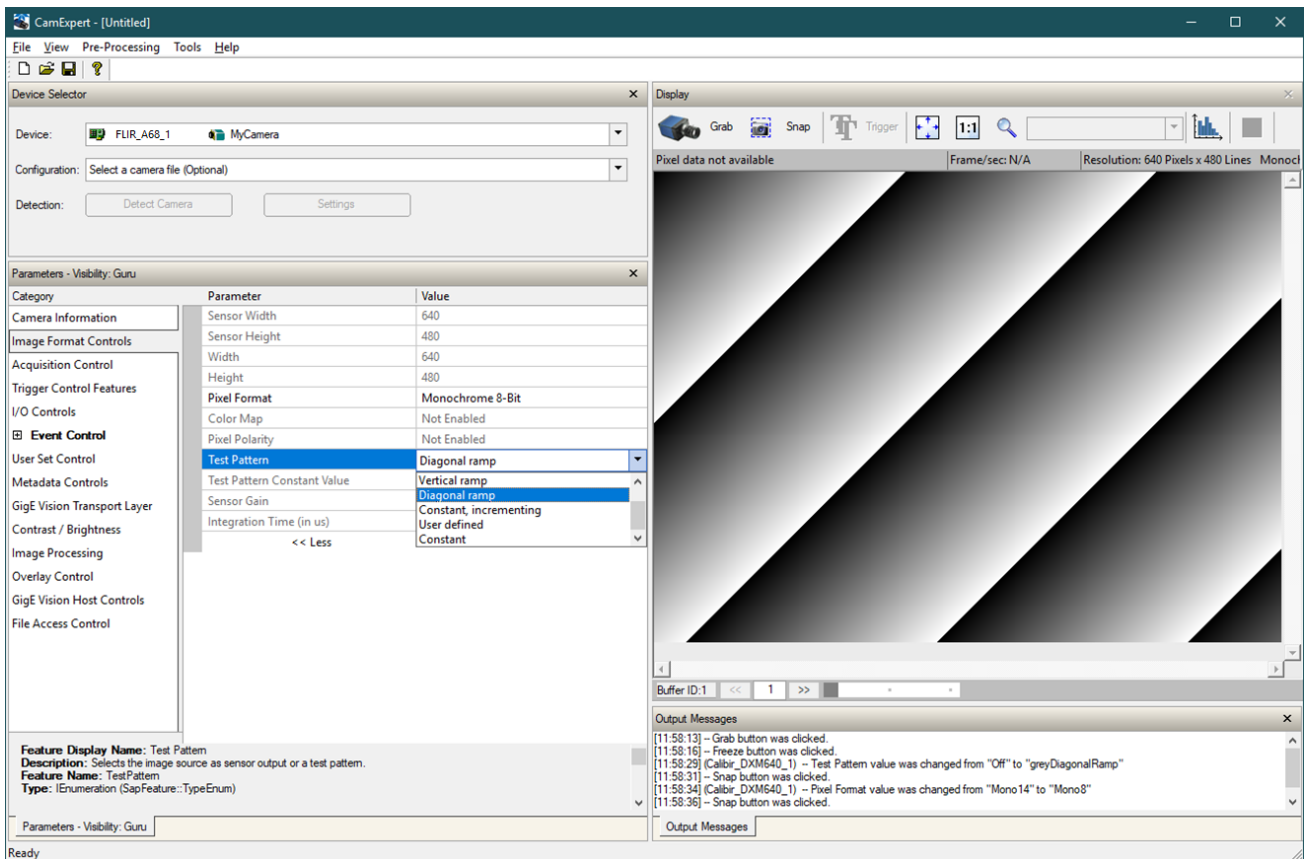 CamExpert - [Untitled]
File View Pre-Processing Tools Help
Device Selector
Device: FLIR_A68_1 MyCamera
Configuration: Select a camera file (Optional)
Detection: Detect Camera Settings
Parameters - Visibility: Guru
Category Parameter Value
Camera Information
Image Format Controls
Acquisition Control
Trigger Control Features
I/O Controls
Event Control
User Set Control
Metadata Controls
GigE Vision Transport Layer
Contrast / Brightness
Image Processing
Overlay Control
GigE Vision Host Controls
File Access Control
Sensor Width 640
Sensor Height 480
Width 640
Height 480
Pixel Format Monochrome 8-Bit
Color Map Not Enabled
Pixel Polarity Not Enabled
Test Pattern Diagonal ramp
Test Pattern Constant Value
Sensor Gain
Integration Time (in us)
<< Less
Vertical ramp
Diagonal ramp
Constant, incrementing
User defined
Constant
Feature Display Name: Test Pattern
Description: Selects the image source as sensor output or a test pattern.
Feature Name: TestPattern
Type: IEnumeration (SapFeature::TypeEnum)
Parameters - Visibility: Guru
Ready
Display
Grab Snap Trigger 1:1
Pixel data not available Frame/sec: N/A Resolution: 640 Pixels x 480 Lines Monoch
Buffer ID:1 << 1 >>
Output Messages
[11:58:13] -- Grab button was clicked.
[11:58:16] -- Freeze button was clicked.
[11:58:29] (Calibir_DXM640_1) -- Test Pattern value was changed from "Off" to "greyDiagonalRamp"
[11:58:31] -- Snap button was clicked.
[11:58:34] (Calibir_DXM640_1) -- Pixel Format value was changed from "Mono14" to "Mono8"
[11:58:36] -- Snap button was clicked.
Output Messages